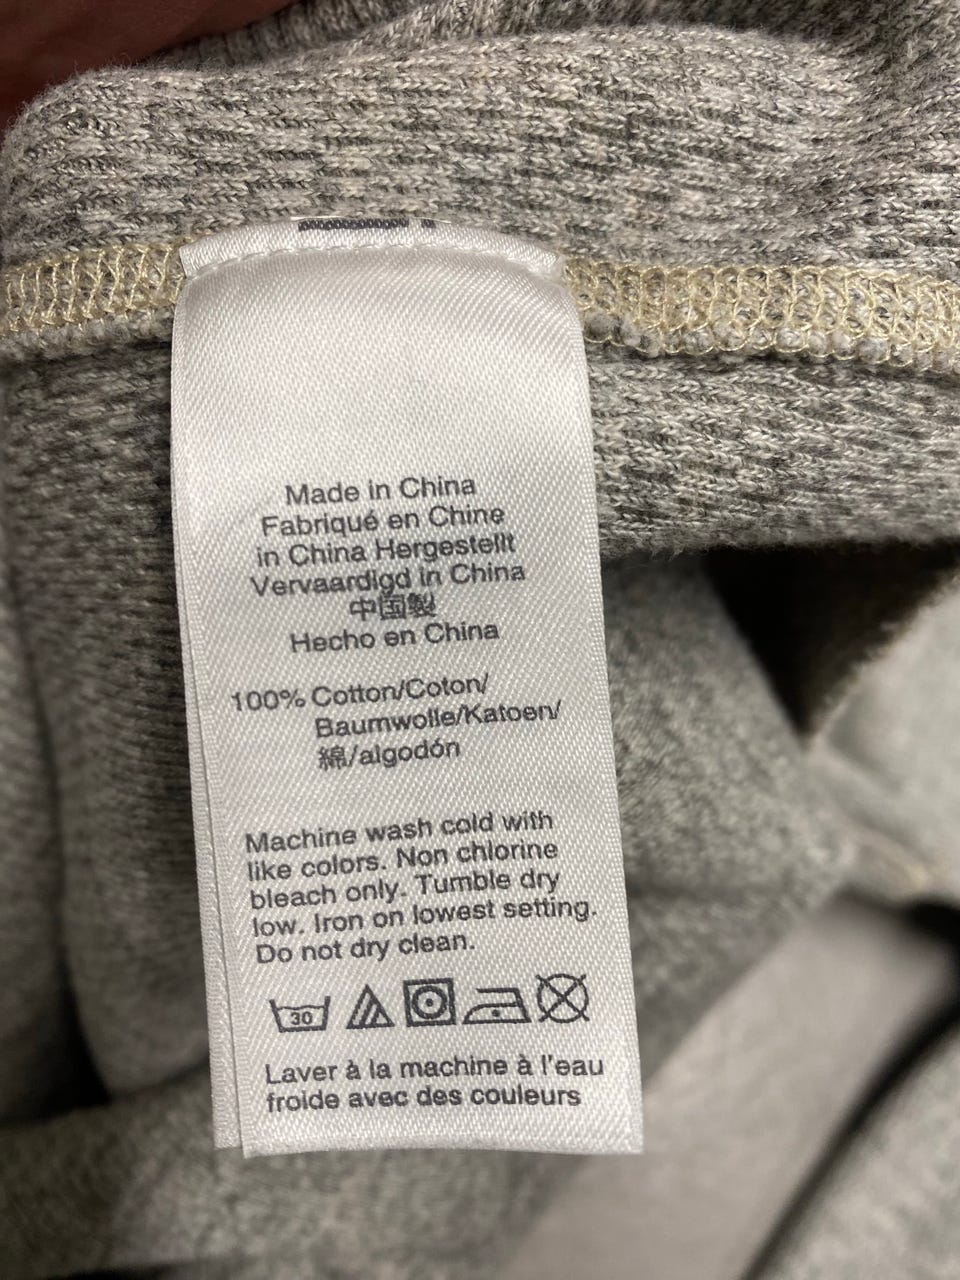 Made in China
Fabriqué en Chine
in China Hergestellt
Vervaardigd in China
中国製
Hecho en China
100% Cotton/Coton/
Baumwolle/Katoen/
綿/algodón
Machine wash cold with
like colors. Non chlorine
bleach only. Tumble dry
low. Iron on lowest setting.
Do not dry clean.
30
Laver à la machine à l'eau
froide avec des couleurs